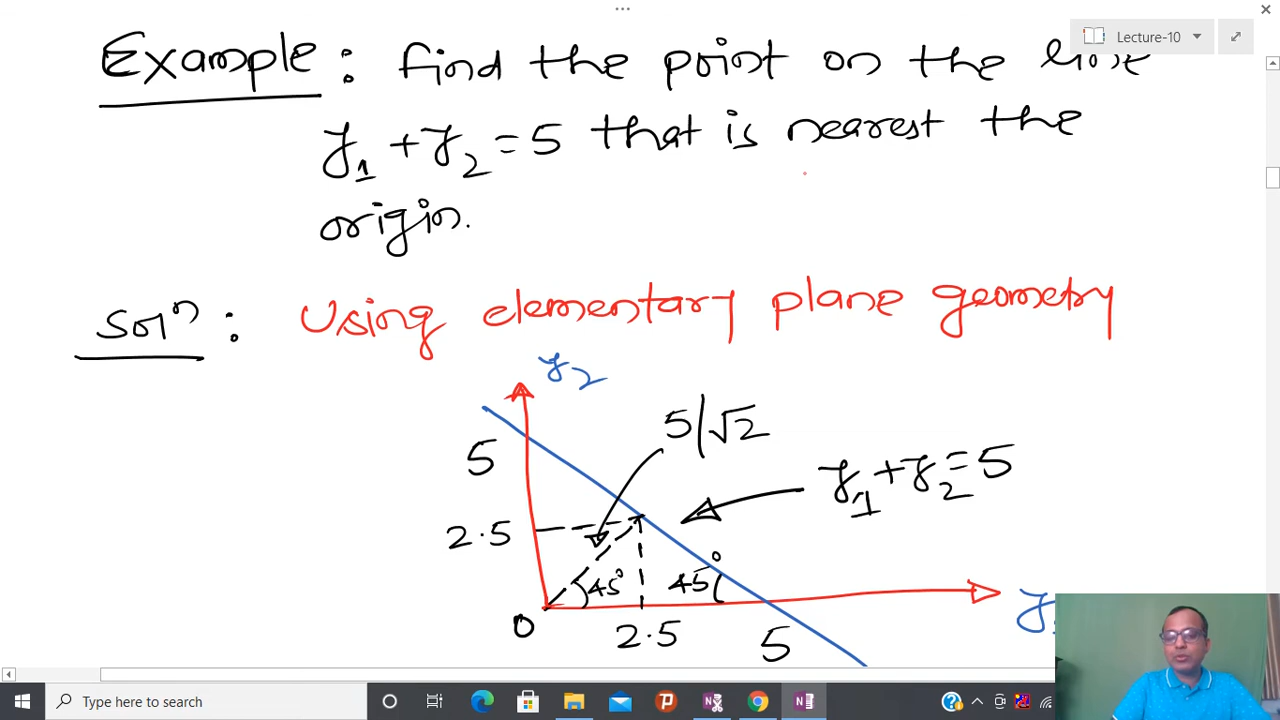 Lecture-10
Example: Find the point on the line
y₁ + y₂ = 5 that is nearest the
origin.
Solⁿ: Using elementary plane geometry
y₂
5/√2
5
y₁ + y₂ = 5
2.5
45°
45°
0
2.5
5
y
Type here to search